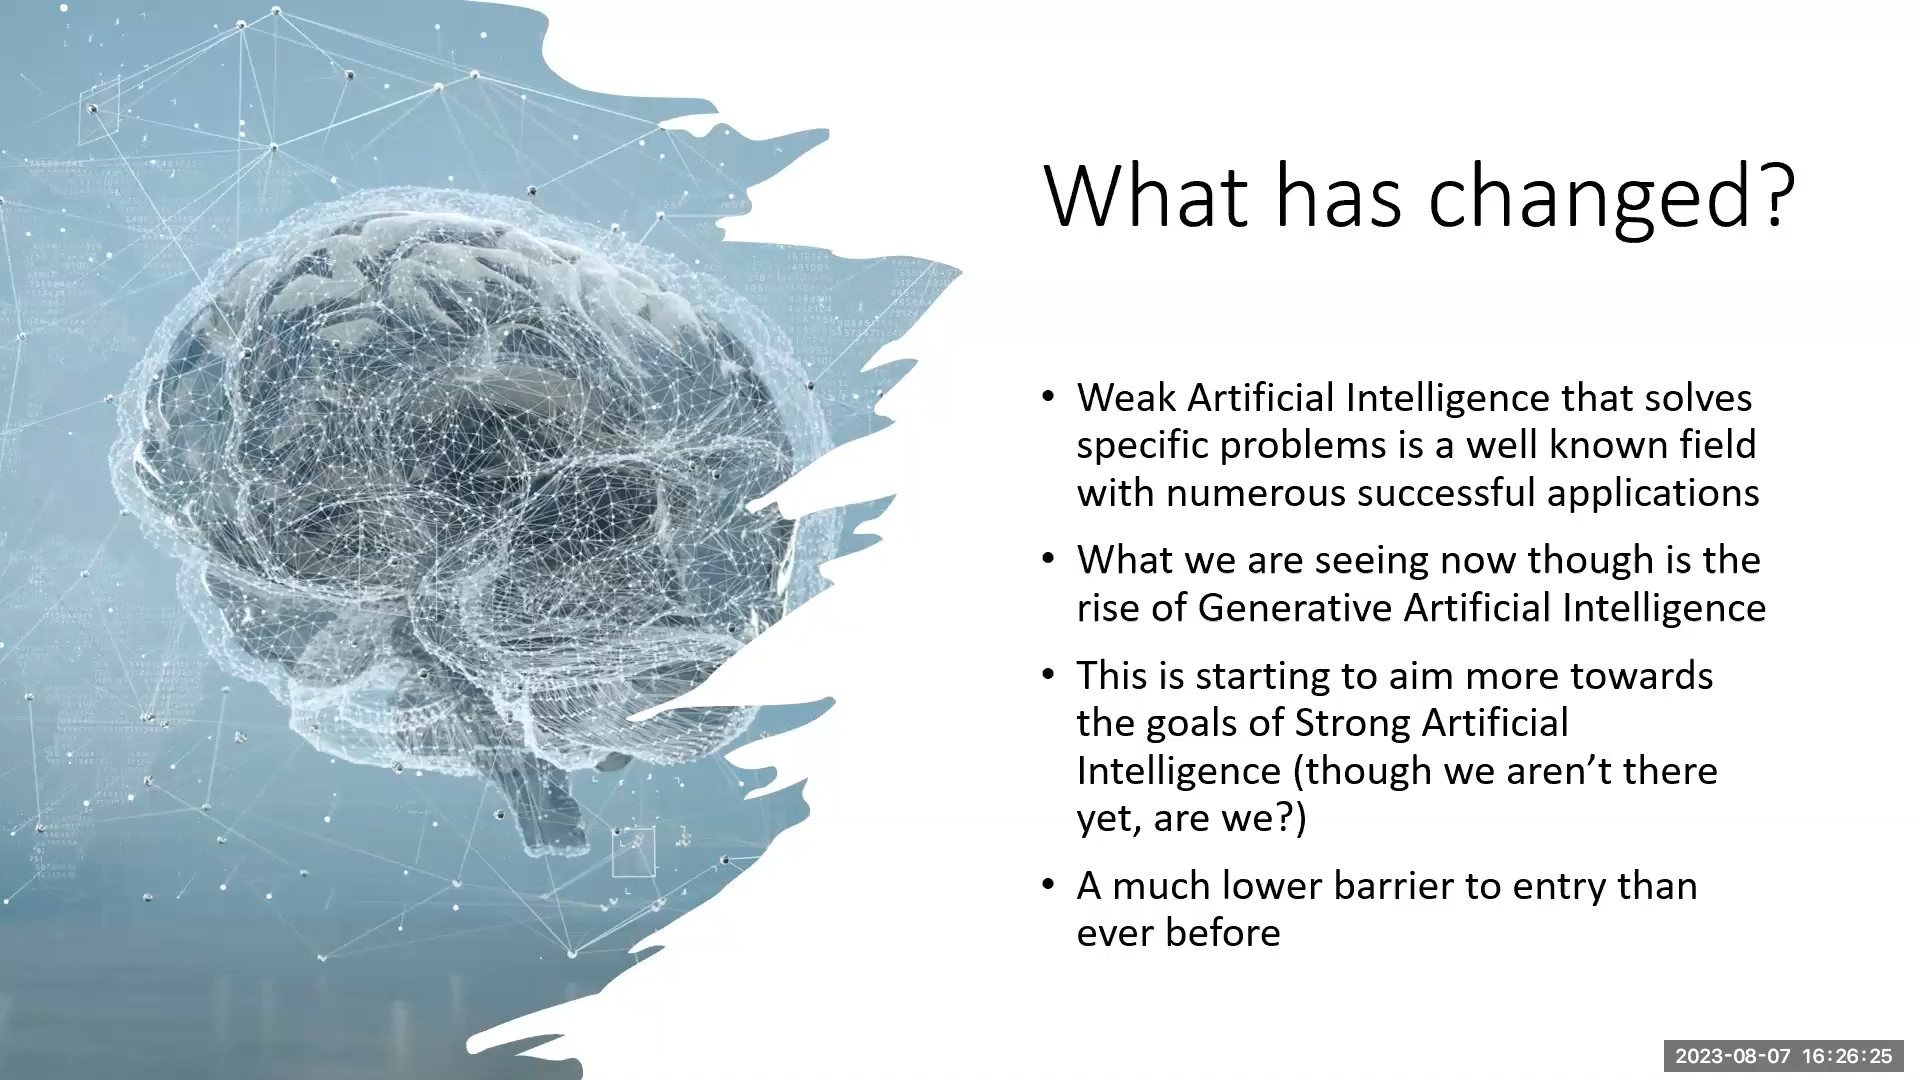 What has changed?
• Weak Artificial Intelligence that solves
specific problems is a well known field
with numerous successful applications
• What we are seeing now though is the
rise of Generative Artificial Intelligence
• This is starting to aim more towards
the goals of Strong Artificial
Intelligence (though we aren’t there
yet, are we?)
• A much lower barrier to entry than
ever before
2023-08-07 16:26:25